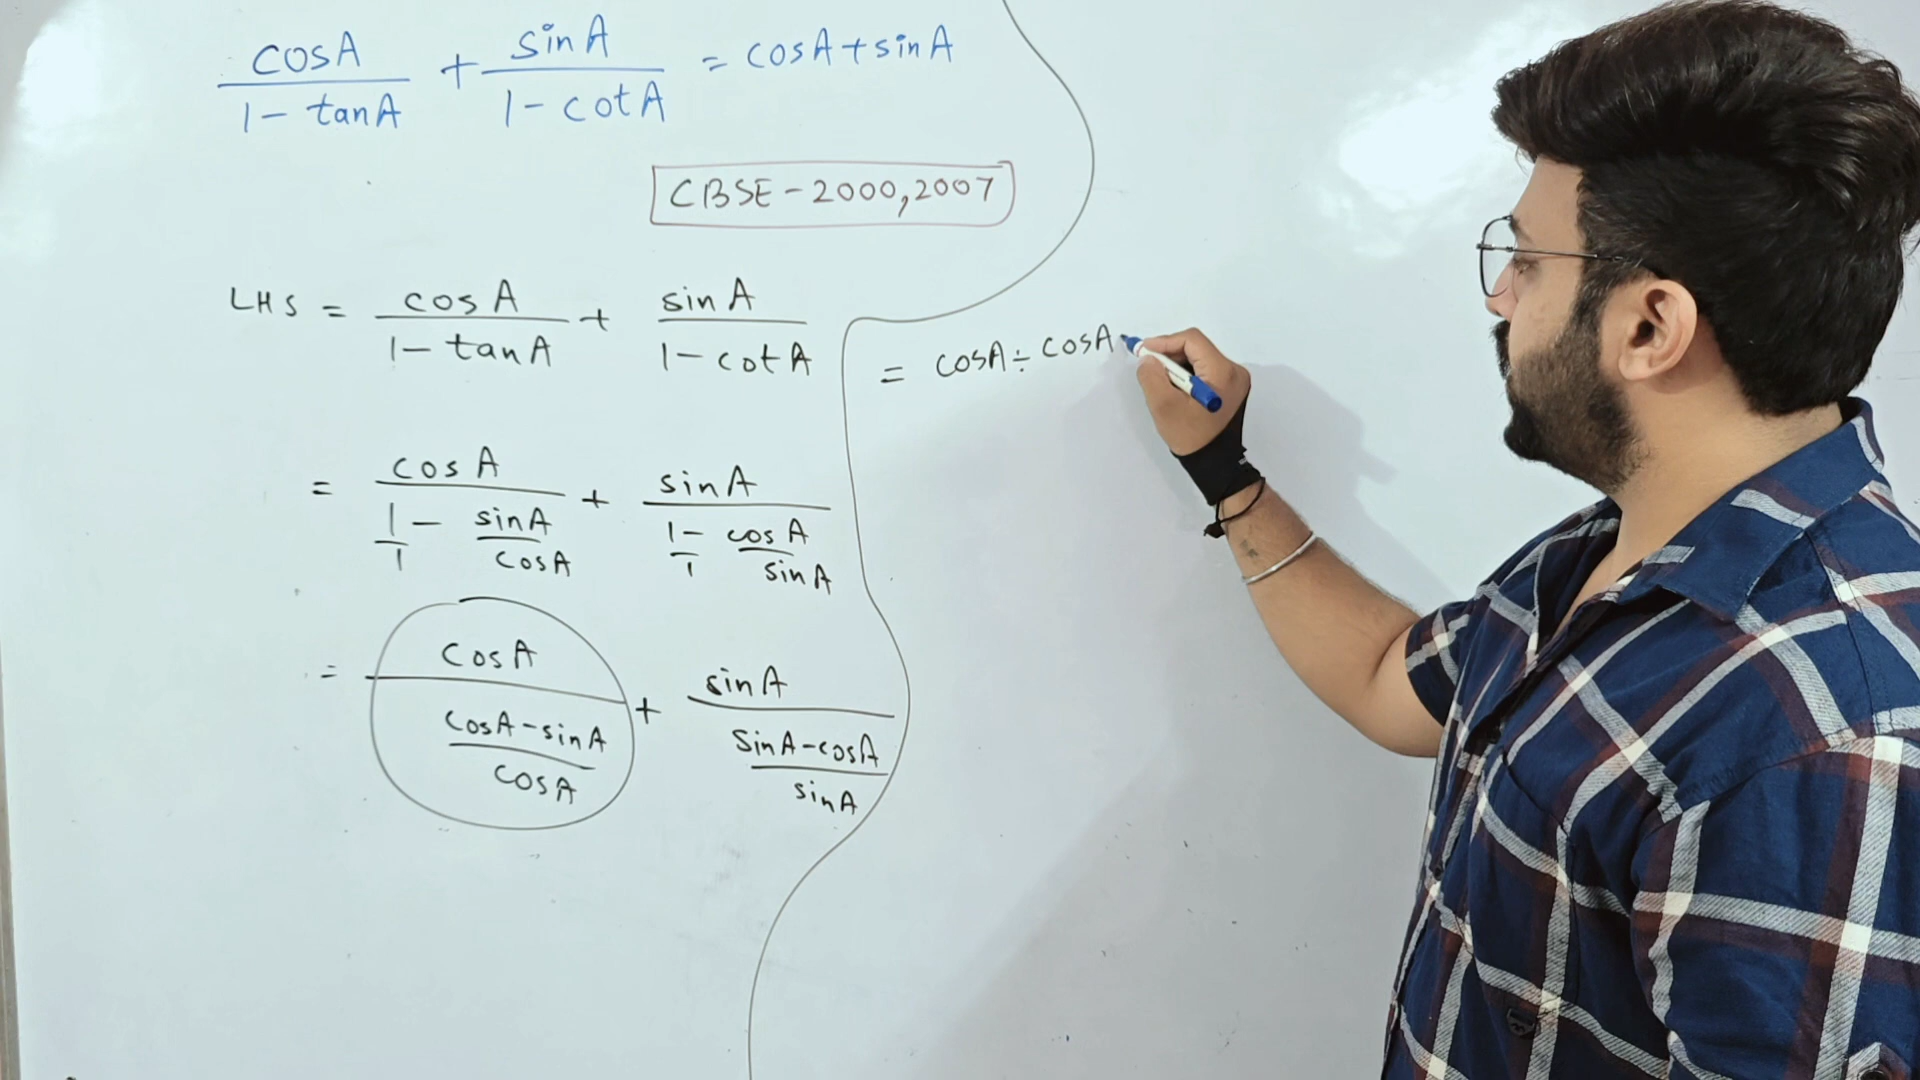 cosA / 1 - tanA + sinA / 1 - cotA = cosA + sinA
CBSE - 2000, 2007
LHS = cosA / 1 - tanA + sinA / 1 - cotA
= cosA / 1/1 - sinA/cosA + sinA / 1/1 - cosA/sinA
= cosA / cosA - sinA / cosA + sinA / sinA - cosA / sinA
= cosA ÷ cosA